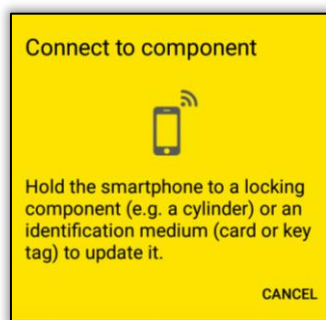 Connect to component
Hold the smartphone to a locking
component (e.g. a cylinder) or an
identification medium (card or key
tag) to update it.
CANCEL